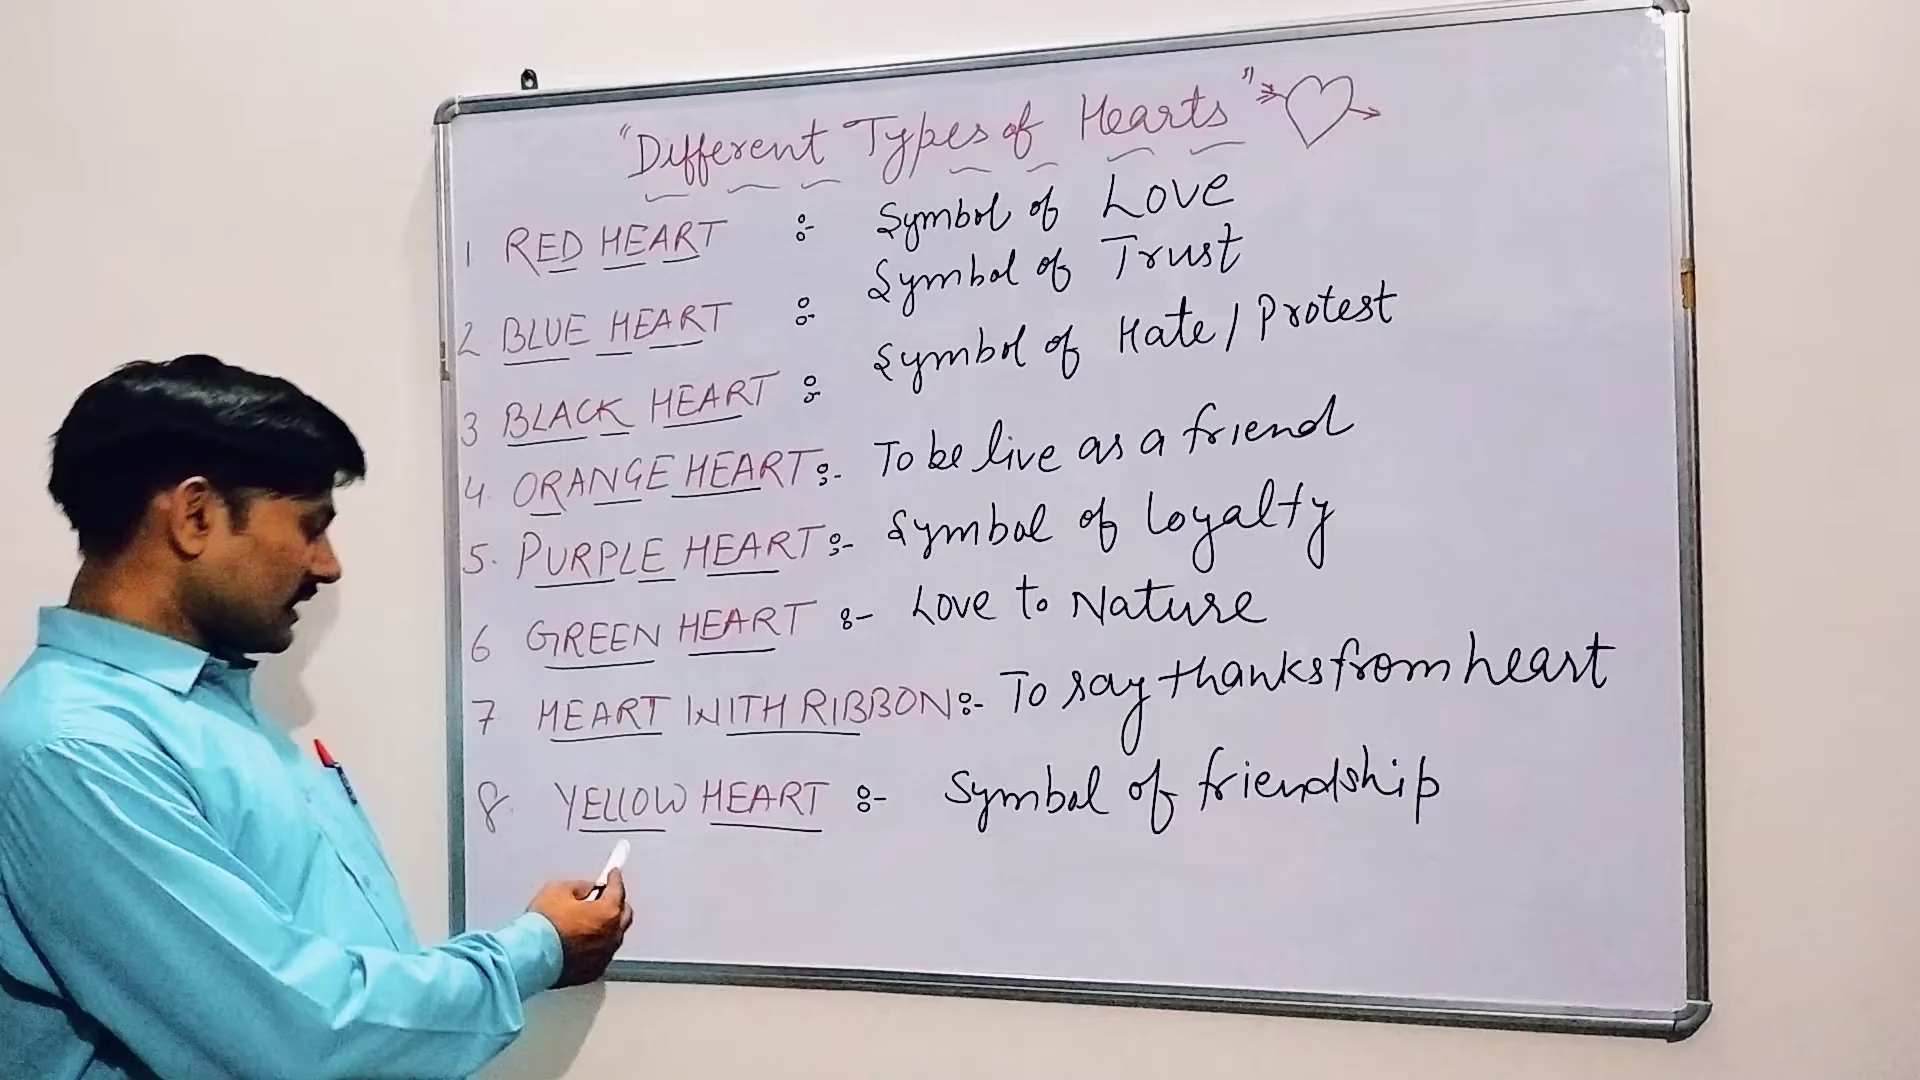 "Different Types of Hearts"
1 RED HEART :- Symbol of Love
2 BLUE HEART :- Symbol of Trust
3 BLACK HEART :- Symbol of Hate / Protest
4. ORANGE HEART :- To be live as a friend
5. PURPLE HEART :- Symbol of loyalty
6 GREEN HEART :- Love to Nature
7 HEART WITH RIBBON :- To say thanks from heart
8. YELLOW HEART :- Symbol of friendship